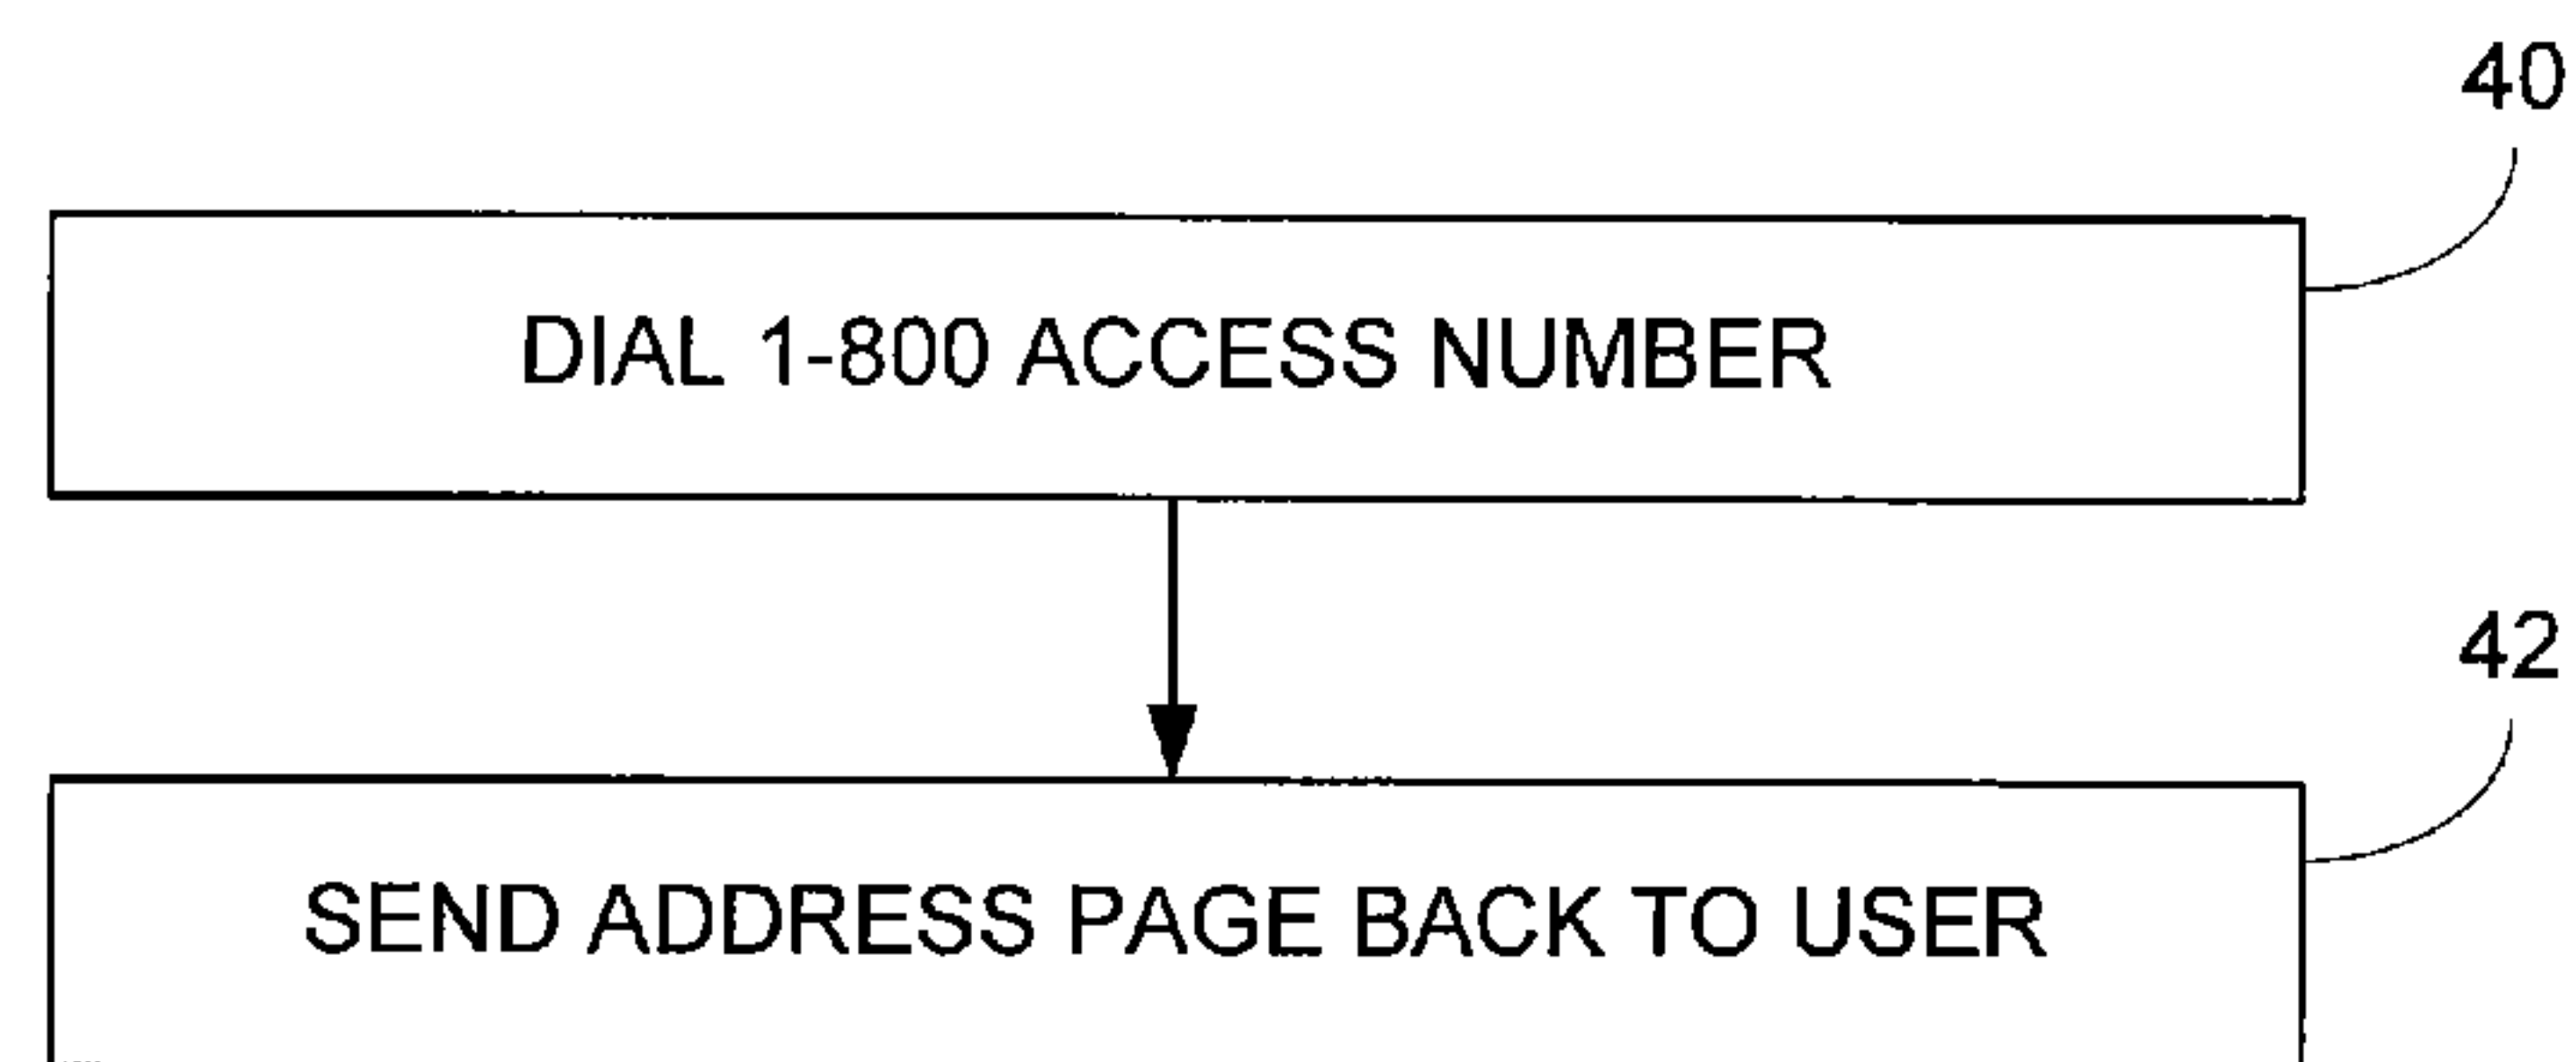 40
DIAL 1-800 ACCESS NUMBER
42
SEND ADDRESS PAGE BACK TO USER